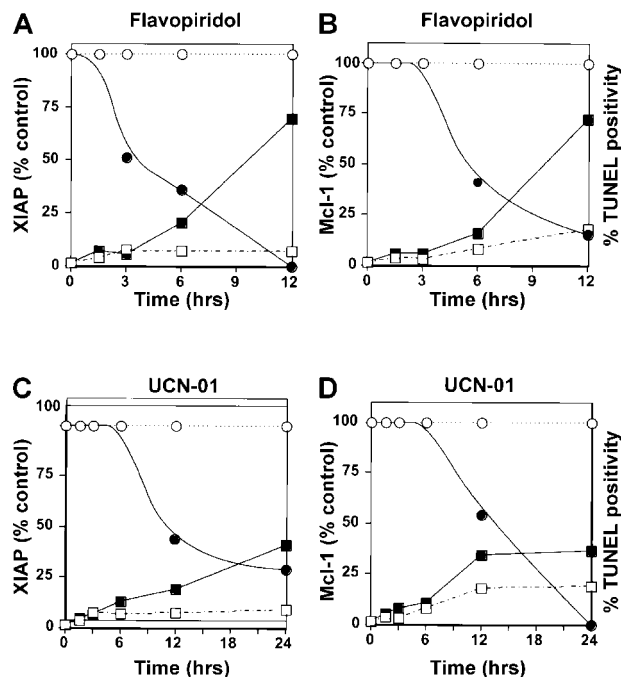 A Flavopiridol
100
75
50
25
0
XIAP (% control)
0 3 6 9 12
Time (hrs)
B Flavopiridol
100
75
50
25
0
Mcl-1 (% control)
% TUNEL positivity
0 3 6 9 12
Time (hrs)
C UCN-01
100
75
50
25
0
XIAP (% control)
0 6 12 18 24
Time (hrs)
D UCN-01
100
75
50
25
0
Mcl-1 (% control)
% TUNEL positivity
0 6 12 18 24
Time (hrs)